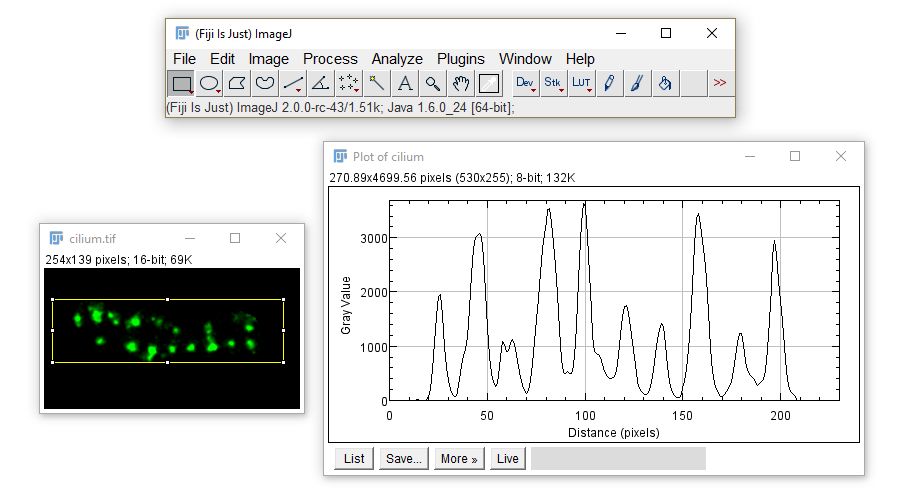 (Fiji Is Just) ImageJ
File Edit Image Process Analyze Plugins Window Help
A Dev Stk LUT >>
(Fiji Is Just) ImageJ 2.0.0-rc-43/1.51k; Java 1.6.0_24 [64-bit];
Plot of cilium
270.89x4699.56 pixels (530x255); 8-bit; 132K
3000
2000
1000
0
Gray Value
0 50 100 150 200
Distance (pixels)
List Save... More » Live
cilium.tif
254x139 pixels; 16-bit; 69K